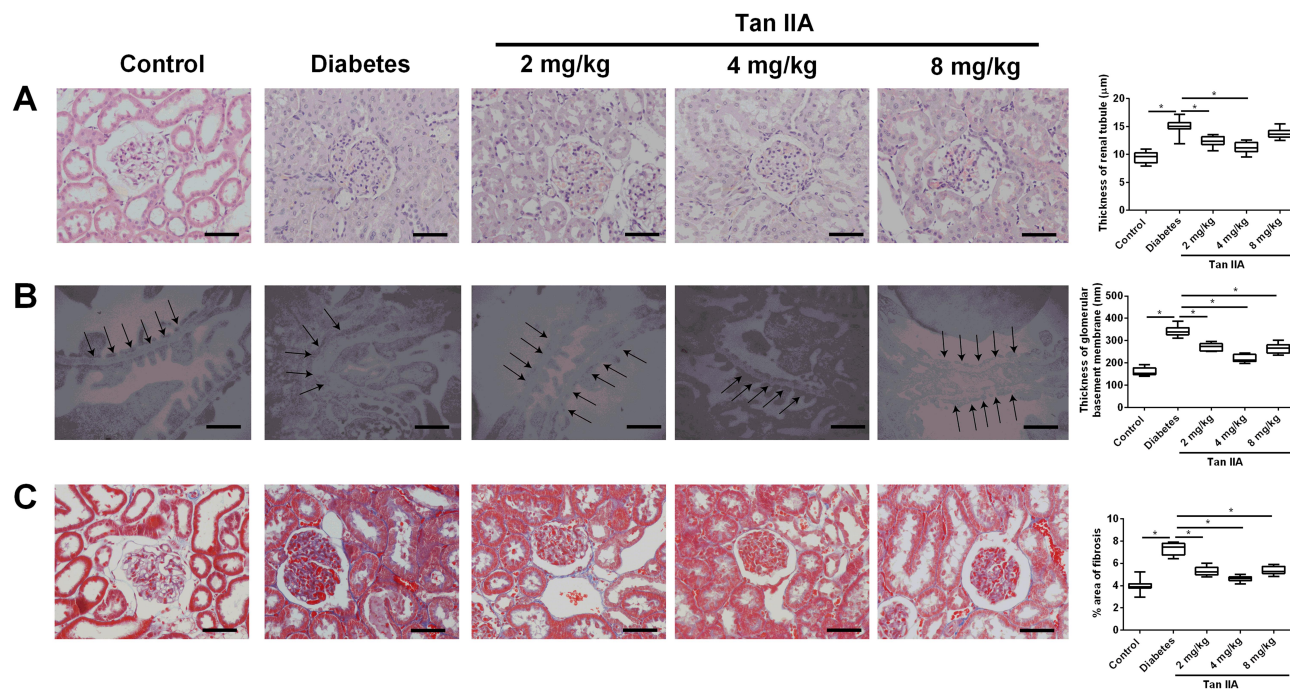 Tan IIA
Control Diabetes 2 mg/kg 4 mg/kg 8 mg/kg
A
Thickness of renal tubule (μm)
20
15
10
5
0
* * *
Control Diabetes 2 mg/kg 4 mg/kg 8 mg/kg
Tan IIA
B
Thickness of glomerular
basement membrane (nm)
500
400
300
200
100
0
* * * *
Control Diabetes 2 mg/kg 4 mg/kg 8 mg/kg
Tan IIA
C
% area of fibrosis
10
8
6
4
2
0
* * * *
Control Diabetes 2 mg/kg 4 mg/kg 8 mg/kg
Tan IIA